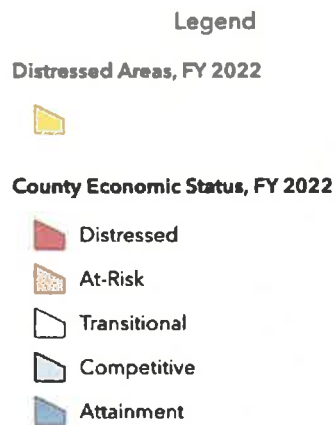 Legend
Distressed Areas, FY 2022
County Economic Status, FY 2022
Distressed
At-Risk
Transitional
Competitive
Attainment